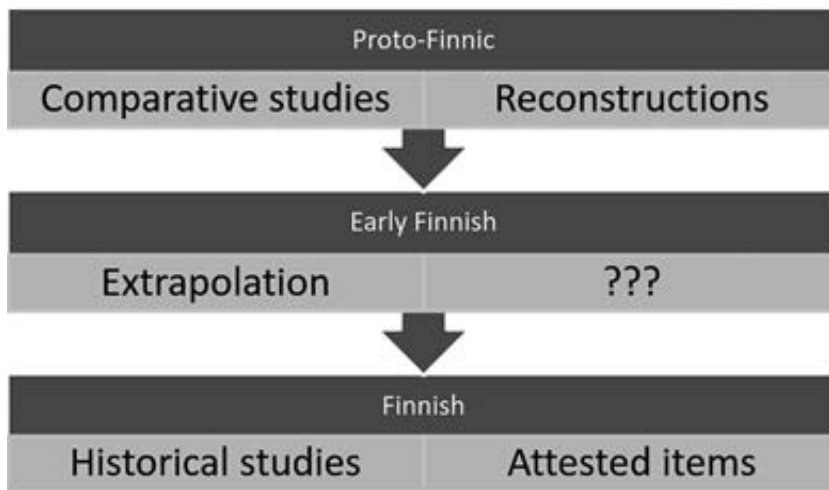 Proto-Finnic
Comparative studies Reconstructions
Early Finnish
Extrapolation ???
Finnish
Historical studies Attested items